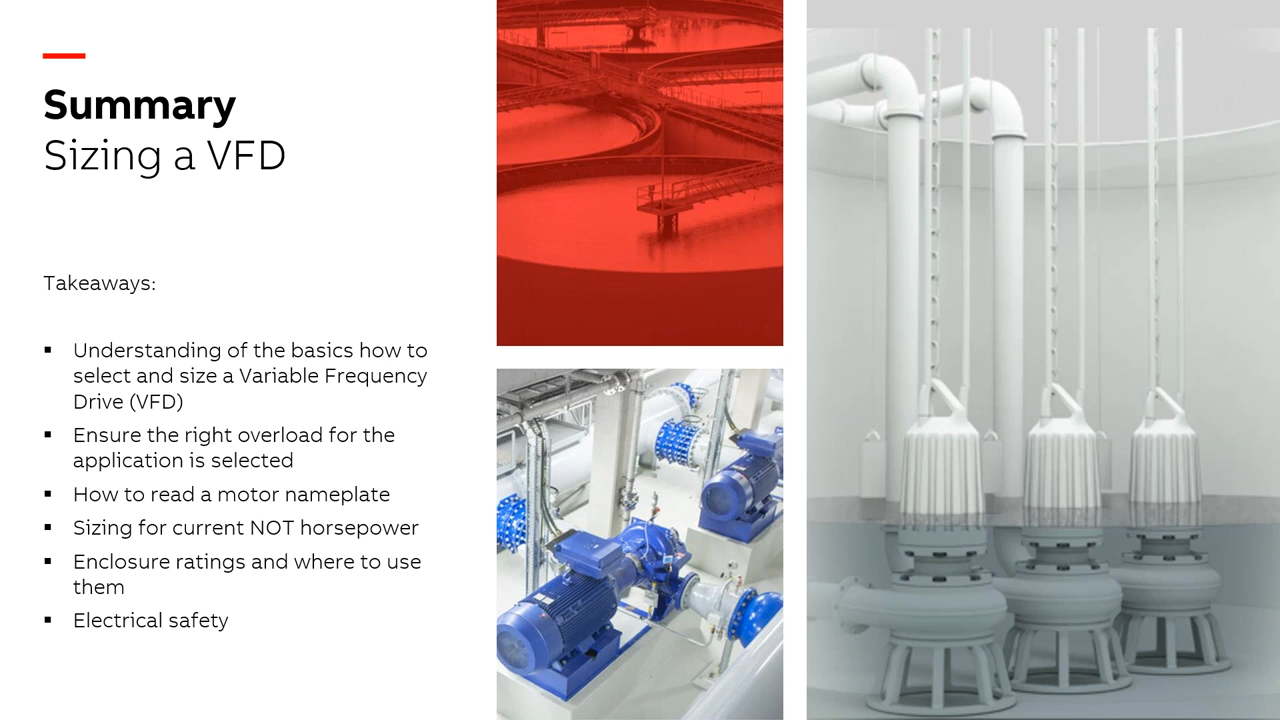 Summary
Sizing a VFD
Takeaways:
▪ Understanding of the basics how to
select and size a Variable Frequency
Drive (VFD)
▪ Ensure the right overload for the
application is selected
▪ How to read a motor nameplate
▪ Sizing for current NOT horsepower
▪ Enclosure ratings and where to use
them
▪ Electrical safety